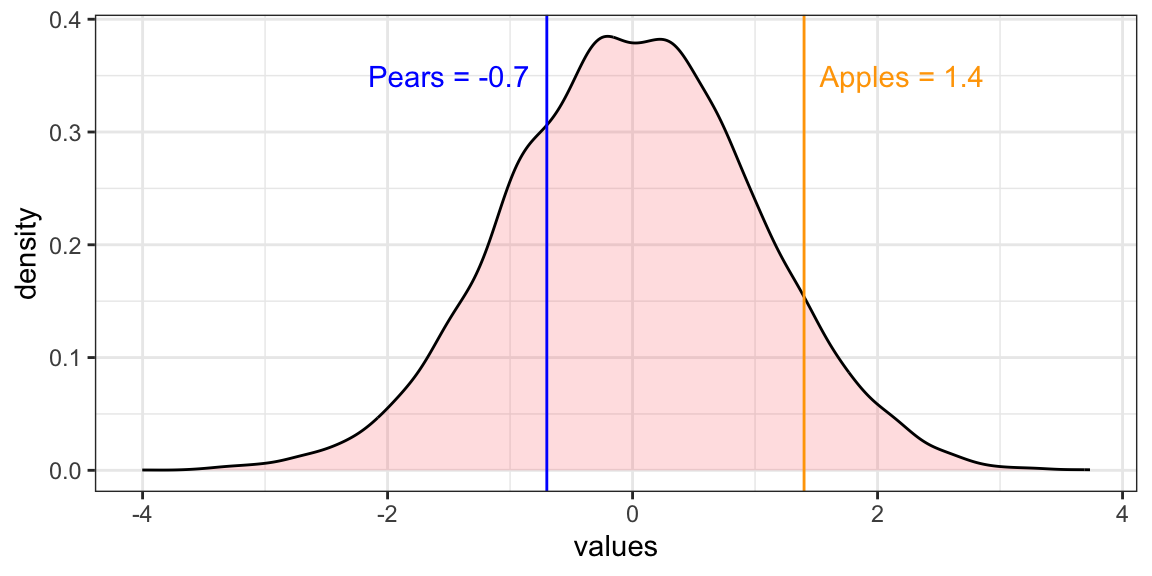 0.4
Pears = -0.7
Apples = 1.4
0.3
density
0.2
0.1
0.0
-4
-2
0
2
4
values